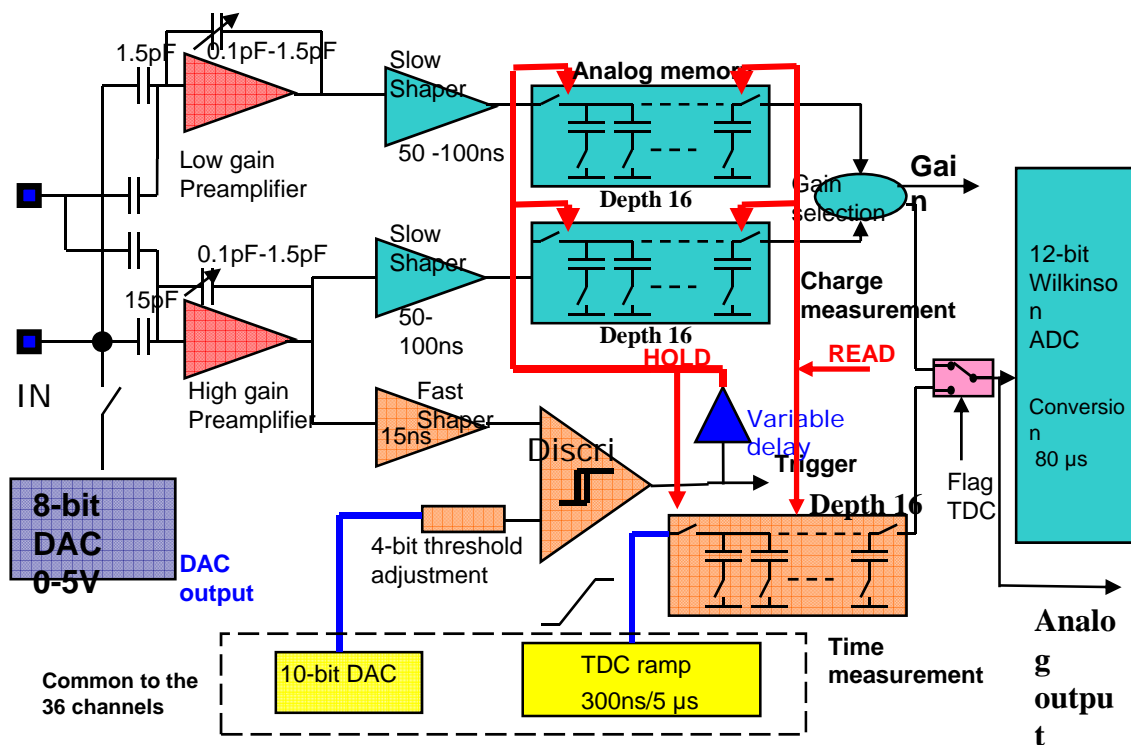 1.5pF
0.1pF-1.5pF
Slow
Shaper
Analog memor
50 -100ns
Low gain
Preamplifier
Depth 16
Gain
selection
Gai
n
0.1pF-1.5pF
Slow
Shaper
15pF
50-
100ns
Depth 16
Charge
measurement
12-bit
Wilkinso
n
ADC
Conversio
n
80 µs
HOLD
READ
IN
High gain
Preamplifier
Fast
Shaper
15ns
Discri
Variable
delay
Trigger
Flag
TDC
8-bit
DAC
0-5V
DAC
output
4-bit threshold
adjustment
Depth 16
Analo
g
outpu
t
Time
measurement
Common to the
36 channels
10-bit DAC
TDC ramp
300ns/5 µs